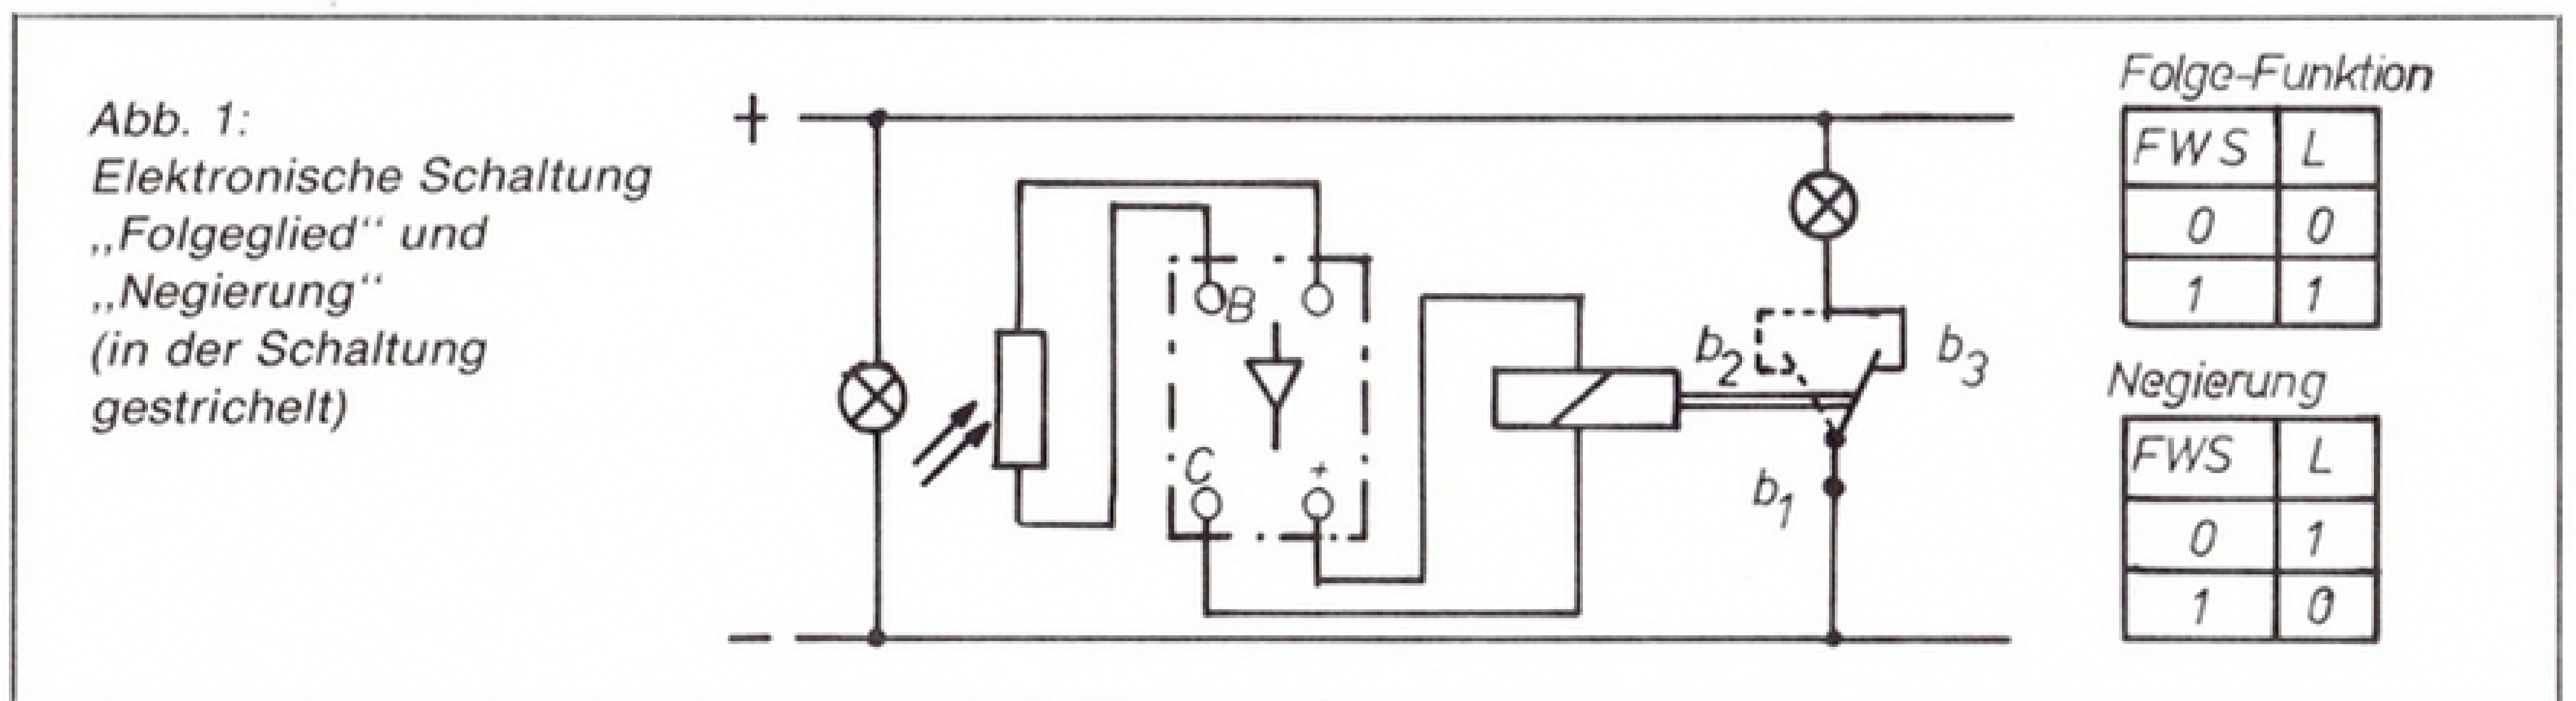 Abb. 1:
Elektronische Schaltung
„Folgeglied“ und
„Negierung“
(in der Schaltung
gestrichelt)
+
B
C
+
b2
b3
b1
—
Folge-Funktion
FWS L
0 0
1 1
Negierung
FWS L
0 1
1 0